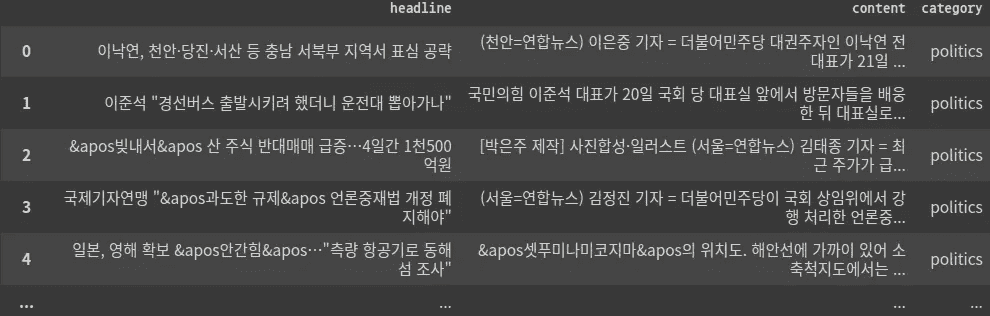 headline content category
0 이낙연, 천안·당진·서산 등 충남 서북부 지역서 표심 공략 (천안=연합뉴스) 이은중 기자 = 더불어민주당 대권주자인 이낙연 전 politics
대표가 21일 ...
1 이준석 "경선버스 출발시키려 했더니 운전대 뽑아가나" 국민의힘 이준석 대표가 20일 국회 당 대표실 앞에서 방문자들을 배웅 politics
한 뒤 대표실로...
2 &apos빚내서&apos 산 주식 반대매매 급증…4일간 1천500 [박은주 제작] 사진합성·일러스트 (서울=연합뉴스) 김태종 기자 = 최 politics
억원 근 주가가 급...
3 국제기자연맹 "&apos과도한 규제&apos 언론중재법 개정 폐 (서울=연합뉴스) 김정진 기자 = 더불어민주당이 국회 상임위에서 강 politics
지해야" 행 처리한 언론중...
4 일본, 영해 확보 &apos안간힘&apos…"측량 항공기로 동해 &apos셋푸미나미코지마&apos의 위치도. 해안선에 가까이 있어 소 politics
섬 조사" 축척지도에서는 ...
... ... ... ...